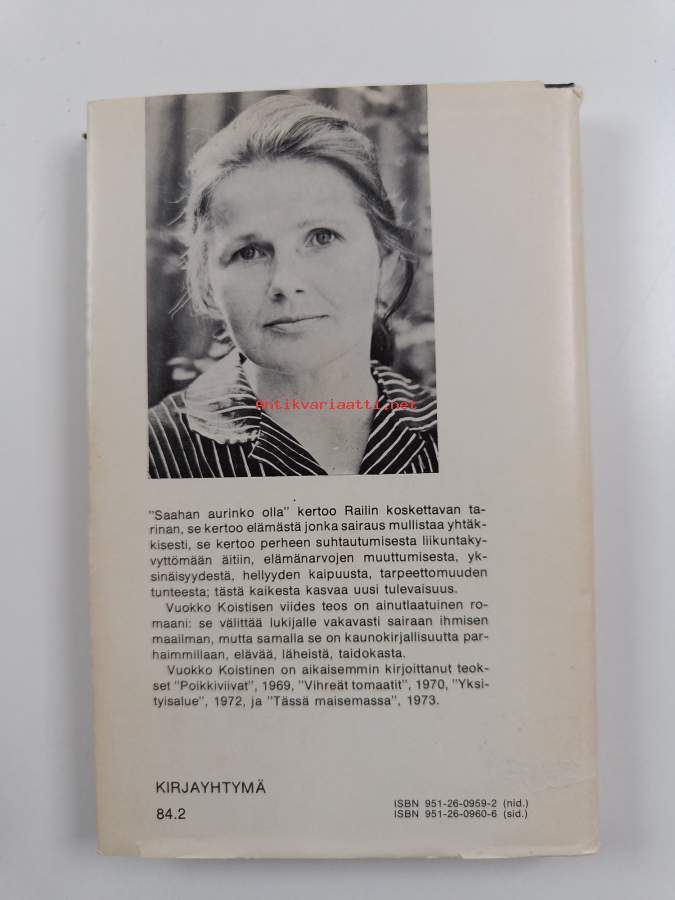 Antikvariaatti.net
"Saahan aurinko olla" kertoo Railin koskettavan ta-
rinan, se kertoo elämästä jonka sairaus mullistaa yhtäk-
kisesti, se kertoo perheen suhtautumisesta liikuntaky-
vyttömään äitiin, elämänarvojen muuttumisesta, yk-
sinäisyydestä, hellyyden kaipuusta, tarpeettomuuden
tunteesta; tästä kaikesta kasvaa uusi tulevaisuus.
Vuokko Koistisen viides teos on ainutlaatuinen ro-
maani: se välittää lukijalle vakavasti sairaan ihmisen
maailman, mutta samalla se on kaunokirjallisuutta par-
haimmillaan, elävää, läheistä, taidokasta.
Vuokko Koistinen on aikaisemmin kirjoittanut teok-
set "Poikkiviivat", 1969, "Vihreät tomaatit", 1970, "Yksi-
tyisalue", 1972, ja "Tässä maisemassa", 1973.
KIRJAYHTYMÄ
84.2
ISBN 951-26-0959-2 (nid.)
ISBN 951-26-0960-6 (sid.)